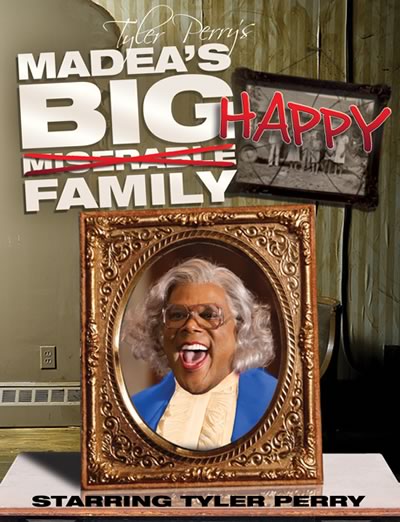 Tyler Perry's
MADEA'S
BIG
HAPPY
MISERABLE
FAMILY
STARRING TYLER PERRY